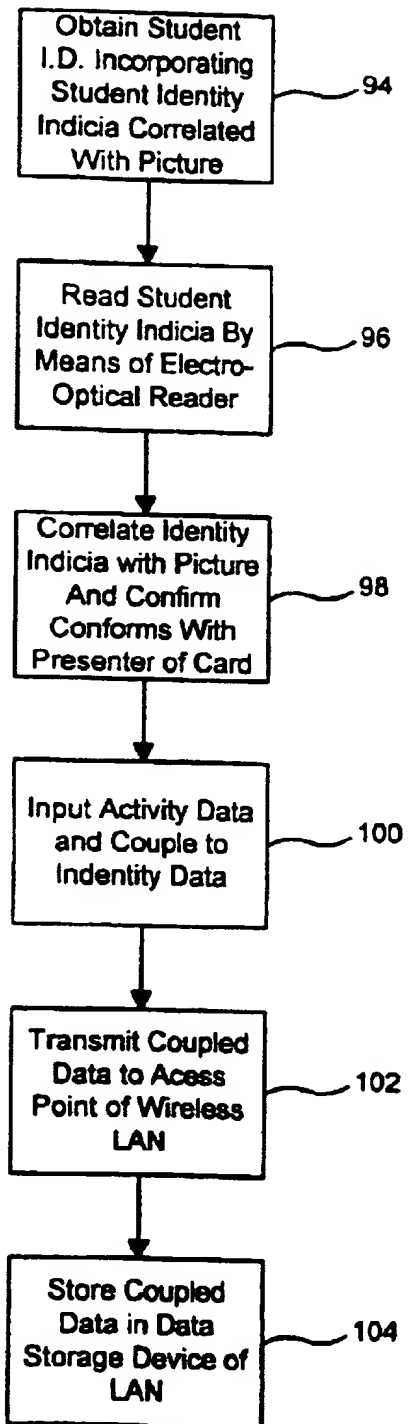 Obtain Student
I.D. Incorporating
Student Identity
Indicia Correlated
With Picture
94
Read Student
Identity Indicia By
Means of Electro-
Optical Reader
96
Correlate Identity
Indicia with Picture
And Confirm
Conforms With
Presenter of Card
98
Input Activity Data
and Couple to
Indentity Data
100
Transmit Coupled
Data to Acess
Point of Wireless
LAN
102
Store Coupled
Data in Data
Storage Device of
LAN
104